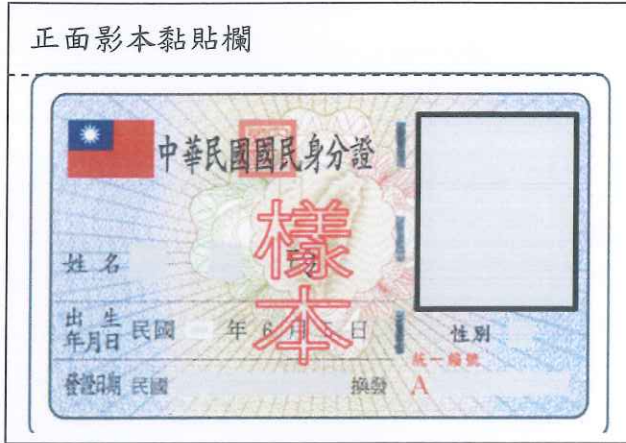 正面影本黏貼欄
中華民國國民身分證
樣本
姓名
出生年月日 民國 年 6 月 5 日
性別
統一編號
發證日期 民國 換發 A